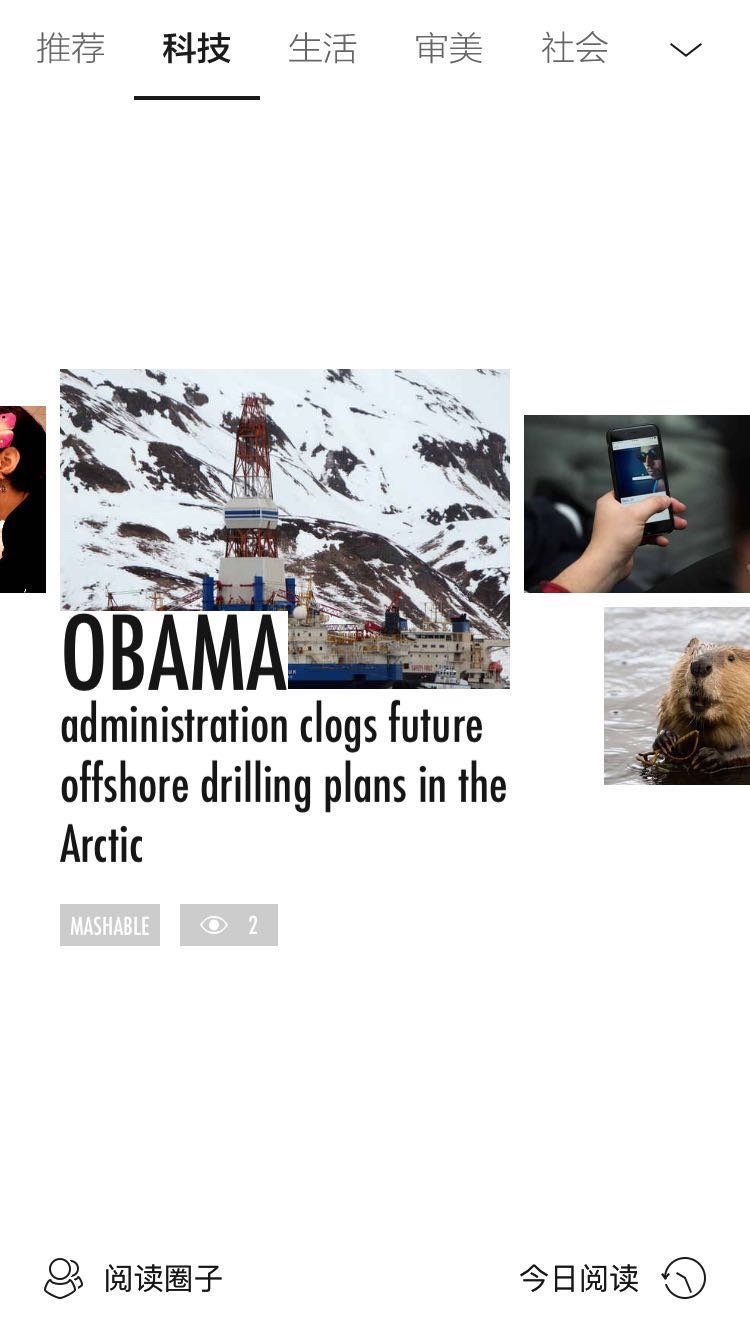 推荐 科技 生活 审美 社会
OBAMA
administration clogs future
offshore drilling plans in the
Arctic
MASHABLE 2
阅读圈子 今日阅读